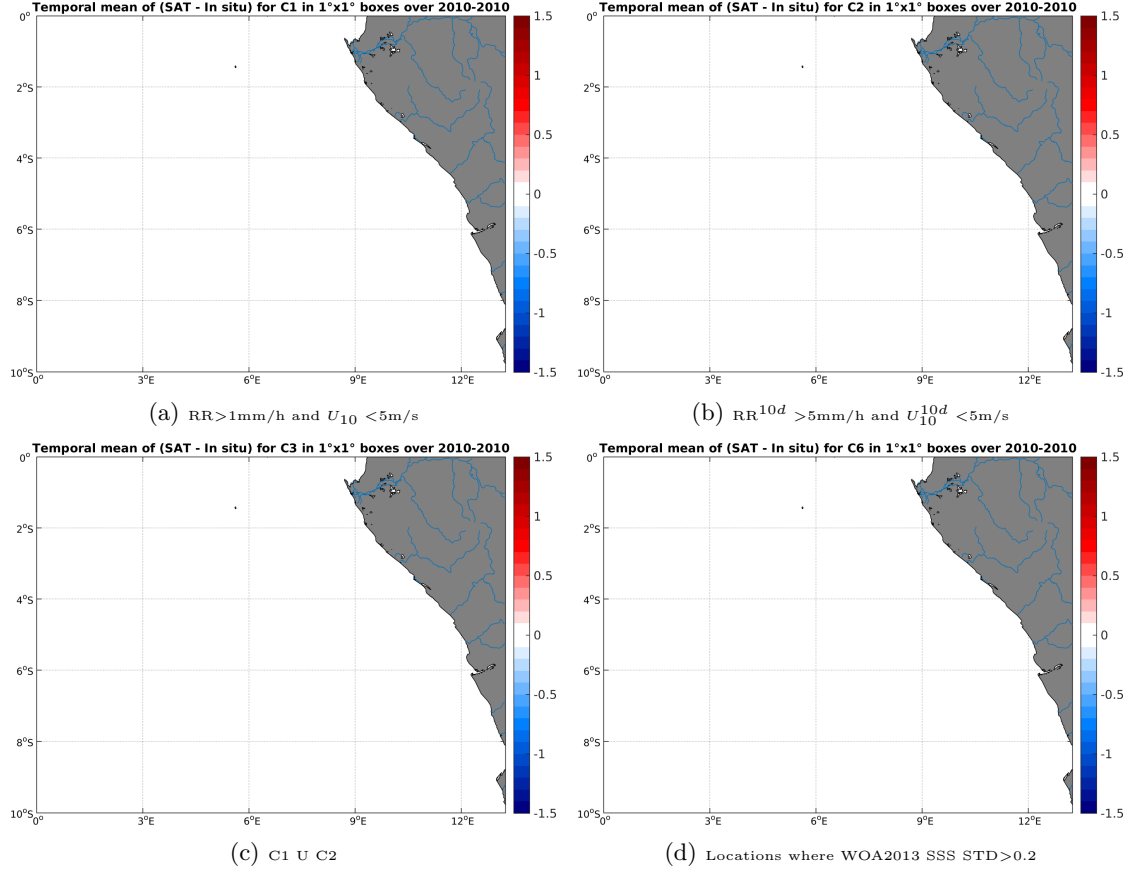 Temporal mean of (SAT - In situ) for C1 in 1°x1° boxes over 2010-2010
0°
2°S
4°S
6°S
8°S
10°S
0°
3°E
6°E
9°E
12°E
1.5
1
0.5
0
-0.5
-1
-1.5
(a) RR>1mm/h and U10 <5m/s
Temporal mean of (SAT - In situ) for C2 in 1°x1° boxes over 2010-2010
0°
2°S
4°S
6°S
8°S
10°S
0°
3°E
6°E
9°E
12°E
1.5
1
0.5
0
-0.5
-1
-1.5
(b) RR10d >5mm/h and U10d10 <5m/s
Temporal mean of (SAT - In situ) for C3 in 1°x1° boxes over 2010-2010
0°
2°S
4°S
6°S
8°S
10°S
0°
3°E
6°E
9°E
12°E
1.5
1
0.5
0
-0.5
-1
-1.5
(c) C1 U C2
Temporal mean of (SAT - In situ) for C6 in 1°x1° boxes over 2010-2010
0°
2°S
4°S
6°S
8°S
10°S
0°
3°E
6°E
9°E
12°E
1.5
1
0.5
0
-0.5
-1
-1.5
(d) Locations where WOA2013 SSS STD>0.2